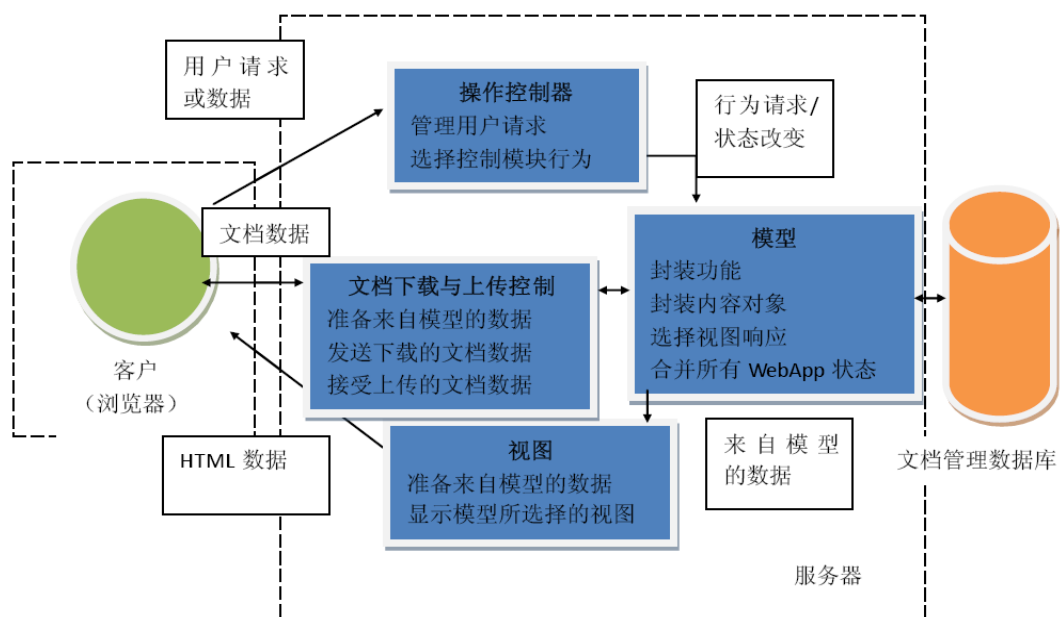 用户请求
或数据
操作控制器
管理用户请求
选择控制模块行为
行为请求/
状态改变
文档数据
模型
封装功能
封装内容对象
选择视图响应
合并所有 WebApp 状态
文档下载与上传控制
准备来自模型的数据
发送下载的文档数据
接受上传的文档数据
客户
（浏览器）
HTML 数据
视图
准备来自模型的数据
显示模型所选择的视图
来自模型
的数据
文档管理数据库
服务器